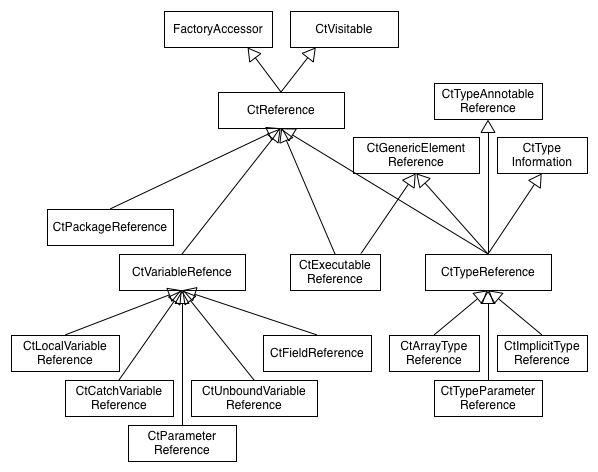 FactoryAccessor
CtVisitable
CtReference
CtTypeAnnotable
Reference
CtGenericElement
Reference
CtType
Information
CtPackageReference
CtVariableRefence
CtExecutable
Reference
CtTypeReference
CtLocalVariable
Reference
CtFieldReference
CtArrayType
Reference
CtImplicitType
Reference
CtCatchVariable
Reference
CtUnboundVariable
Reference
CtTypeParameter
Reference
CtParameter
Reference